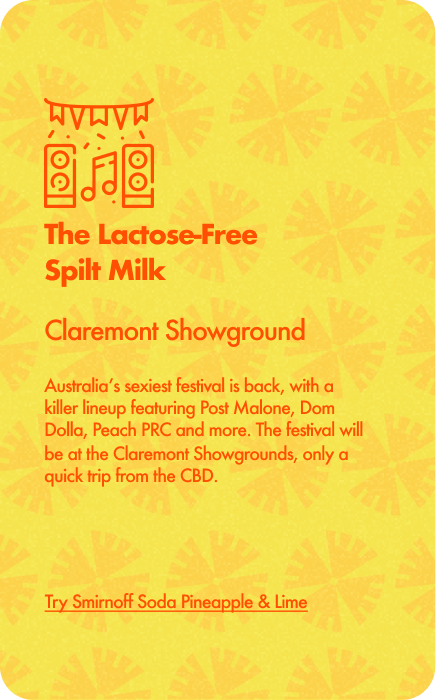 The Lactose-Free
Spilt Milk
Claremont Showground
Australia's sexiest festival is back, with a
killer lineup featuring Post Malone, Dom
Dolla, Peach PRC and more. The festival will
be at the Claremont Showgrounds, only a
quick trip from the CBD.
Try Smirnoff Soda Pineapple & Lime